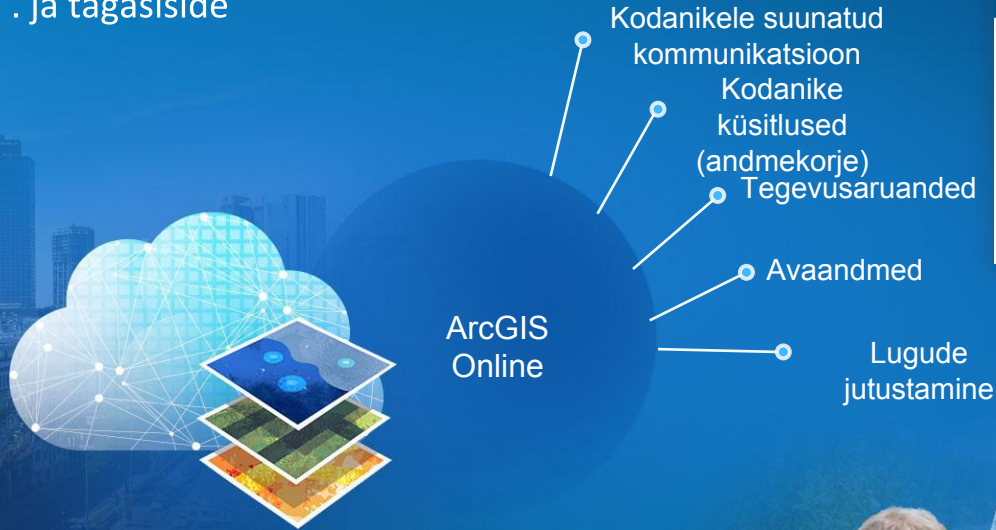 . ja tagasiside
Kodanikele suunatud
kommunikatsioon
Kodanike
küsitlused
(andmekorje)
Tegevusaruanded
Avaandmed
Lugude
jutustamine
ArcGIS
Online